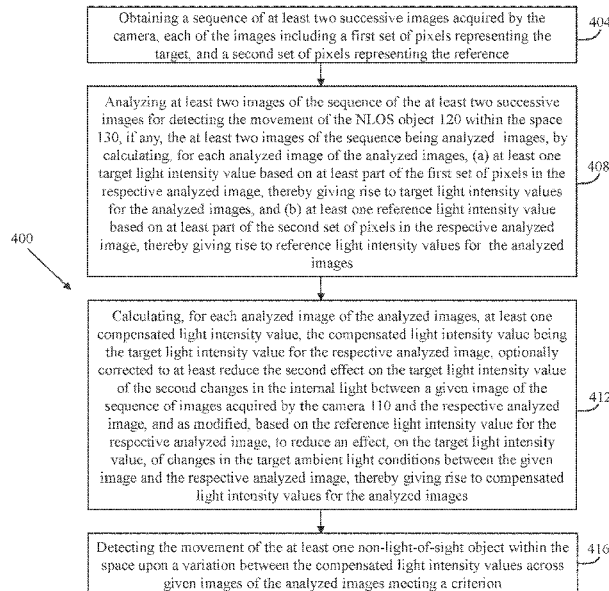 Obtaining a sequence of at least two successive images acquired by the
camera, each of the images including a first set of pixels representing the
target, and a second set of pixels representing the reference
404
Analyzing at least two images of the sequence of the at least two successive
images for detecting the movement of the NLOS object 120 within the space
130, if any, the at least two images of the sequence being analyzed images, by
calculating, for each analyzed image of the analyzed images, (a) at least one
target light intensity value based on at least part of the first set of pixels in the
respective analyzed image, thereby giving rise to target light intensity values
for the analyzed images, and (b) at least one reference light intensity value
based on at least part of the second set of pixels in the respective analyzed
image, thereby giving rise to reference light intensity values for the analyzed
images
408
400
Calculating, for each analyzed image of the analyzed images, at least one
compensated light intensity value, the compensated light intensity value being
the target light intensity value for the respective analyzed image, optionally
corrected to at least reduce the second effect on the target light intensity value
of the second changes in the internal light between a given image of the
sequence of images acquired by the camera 110 and the respective analyzed
image, and as modified, based on the reference light intensity value for the
respective analyzed image, to reduce an effect, on the target light intensity
value, of changes in the target ambient light conditions between the given
image and the respective analyzed image, thereby giving rise to compensated
light intensity values for the analyzed images
412
Detecting the movement of the at least one non-light-of-sight object within the
space upon a variation between the compensated light intensity values across
given images of the analyzed images meeting a criterion
416